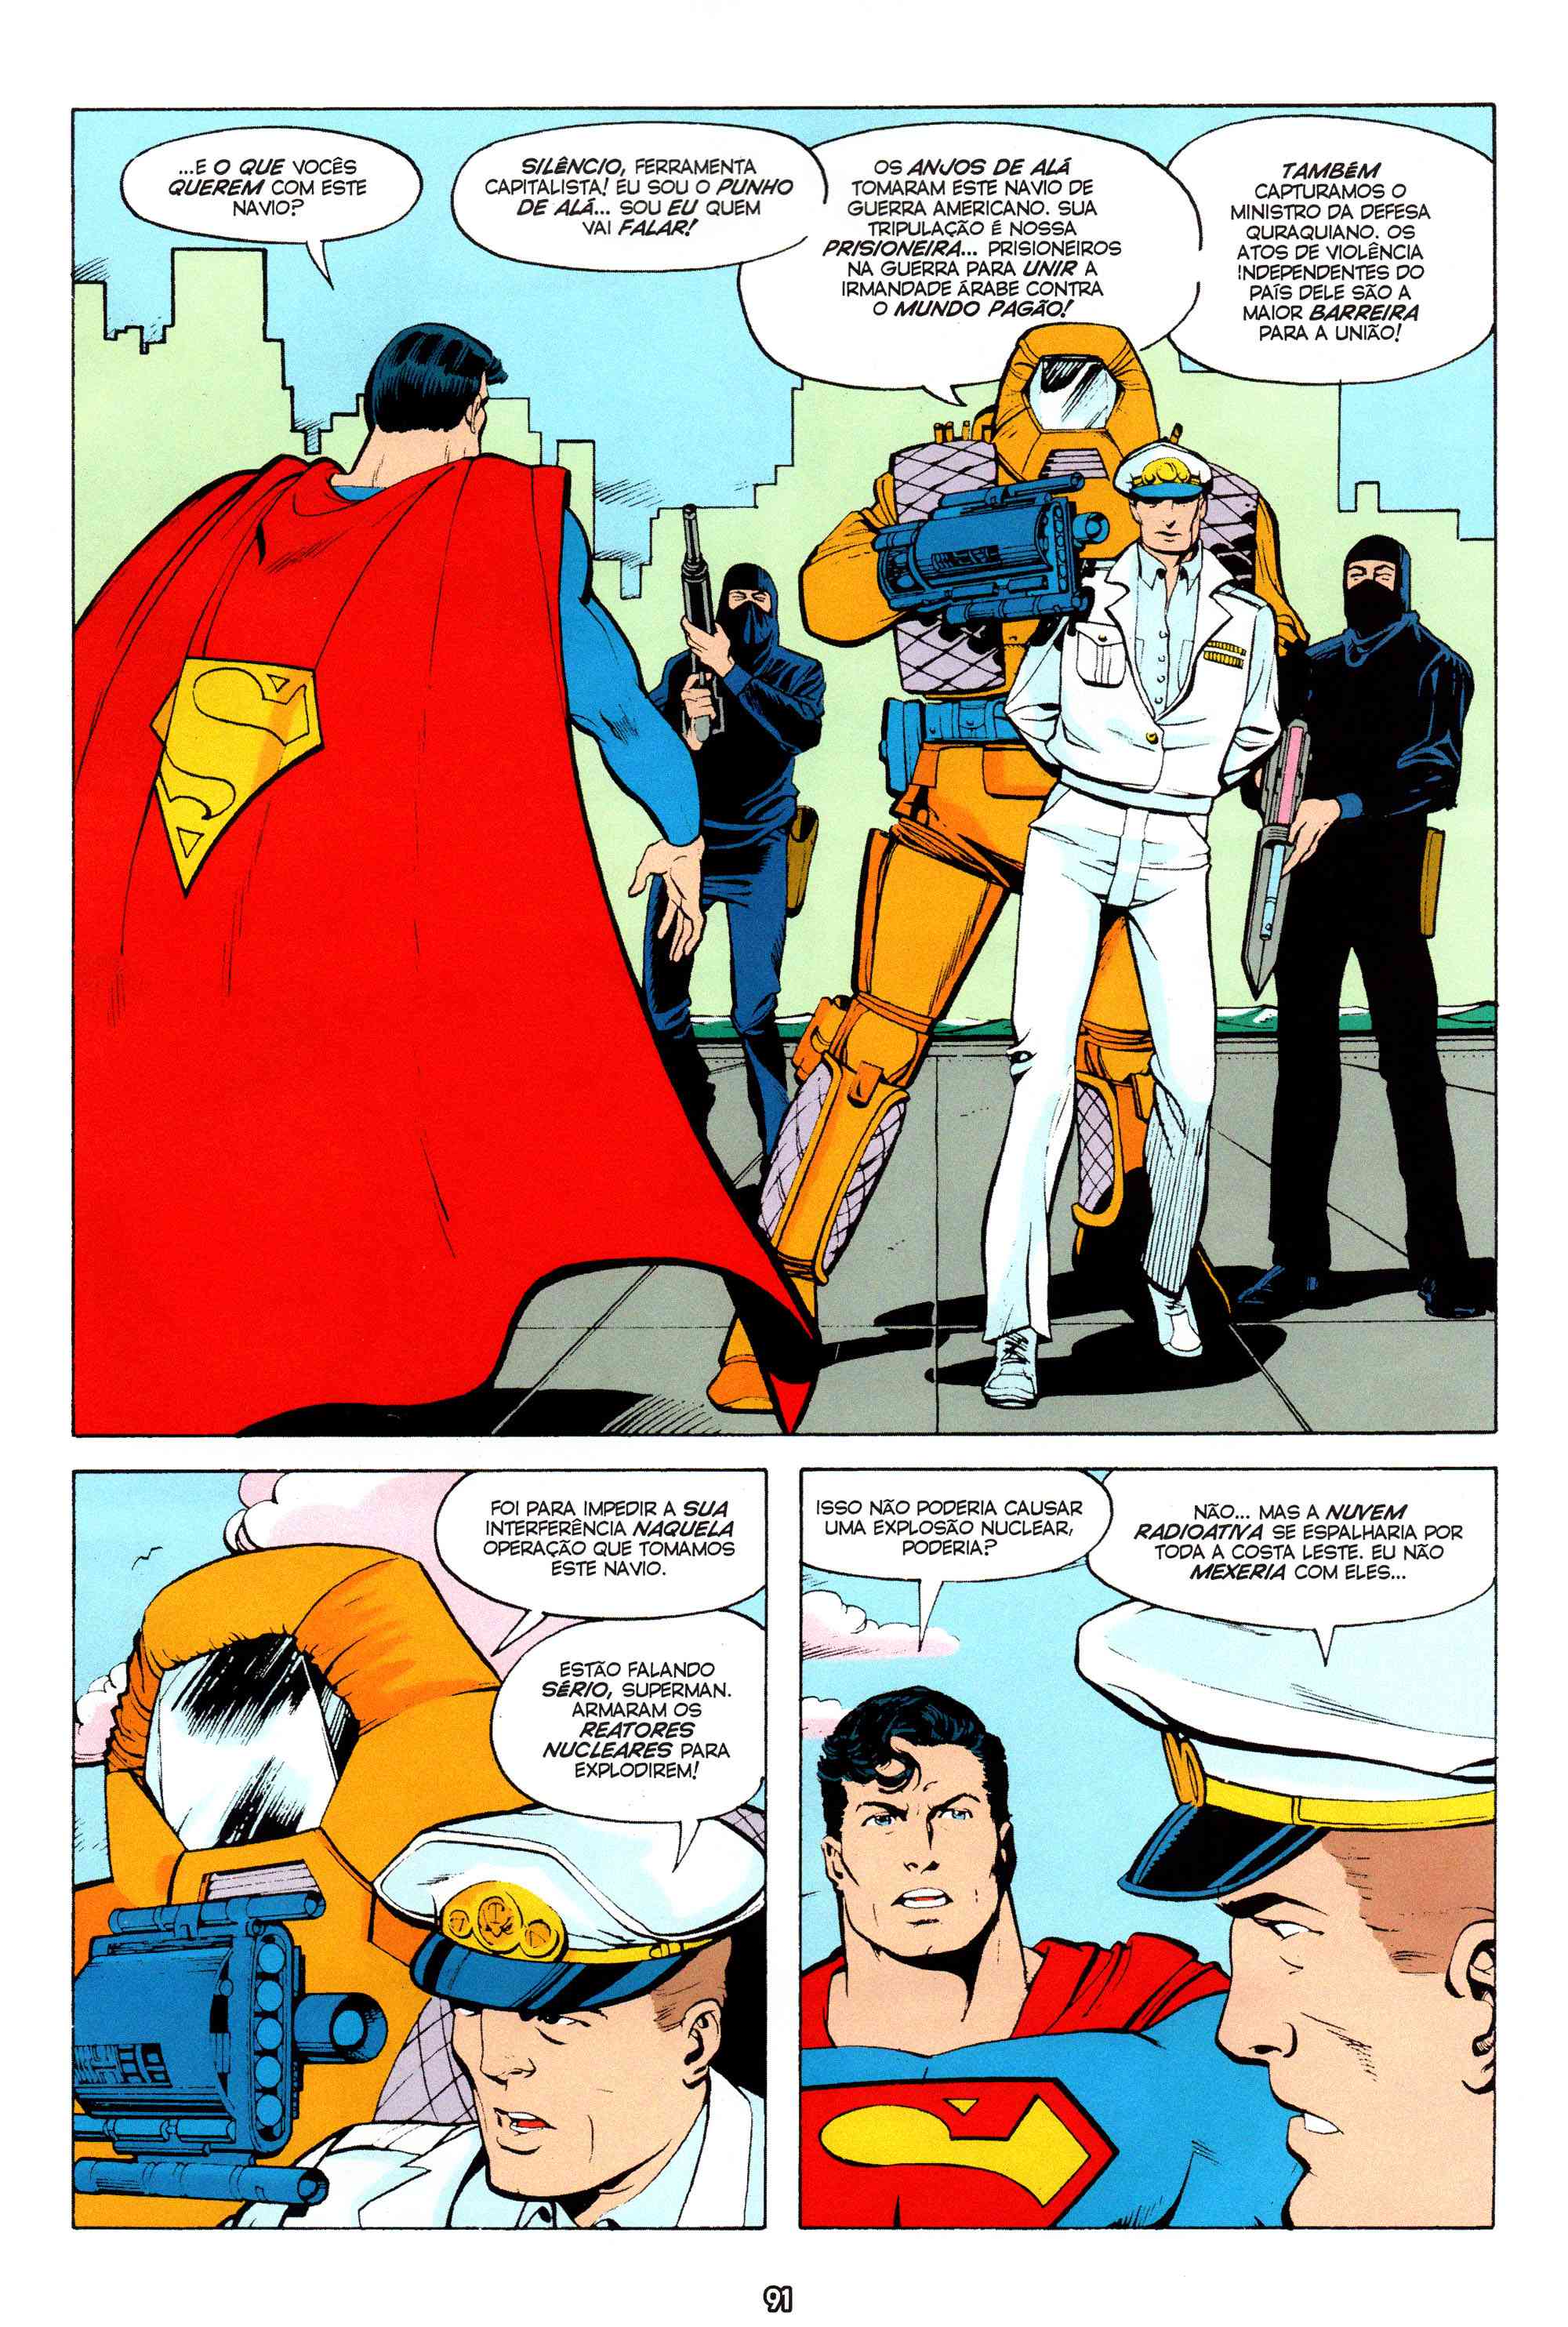 ...E O QUE VOCÊS
QUEREM COM ESTE
NAVIO?
SILÊNCIO, FERRAMENTA
CAPITALISTA! EU SOU O PUNHO
DE ALÁ... SOU EU QUEM
VAI FALAR!
OS ANJOS DE ALÁ
TOMARAM ESTE NAVIO DE
GUERRA AMERICANO. SUA
TRIPULAÇÃO É NOSSA
PRISIONEIRA... PRISIONEIROS
NA GUERRA PARA UNIR A
IRMANDADE ÁRABE CONTRA
O MUNDO PAGÃO!
TAMBÉM
CAPTURAMOS O
MINISTRO DA DEFESA
QURAQUIANO. OS
ATOS DE VIOLÊNCIA
INDEPENDENTES DO
PAÍS DELE SÃO A
MAIOR BARREIRA
PARA A UNIÃO!
S
FOI PARA IMPEDIR A SUA
INTERFERÊNCIA NAQUELA
OPERAÇÃO QUE TOMAMOS
ESTE NAVIO.
ESTÃO FALANDO
SÉRIO, SUPERMAN.
ARMARAM OS
REATORES
NUCLEARES PARA
EXPLODIREM!
ISSO NÃO PODERIA CAUSAR
UMA EXPLOSÃO NUCLEAR,
PODERIA?
NÃO... MAS A NUVEM
RADIOATIVA SE ESPALHARIA POR
TODA A COSTA LESTE. EU NÃO
MEXERIA COM ELES...
S
91